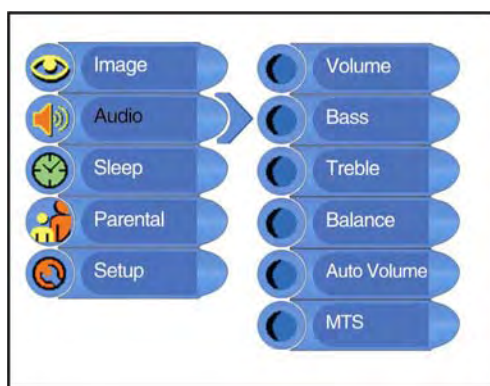 Image
Audio
Sleep
Parental
Setup
Volume
Bass
Treble
Balance
Auto Volume
MTS